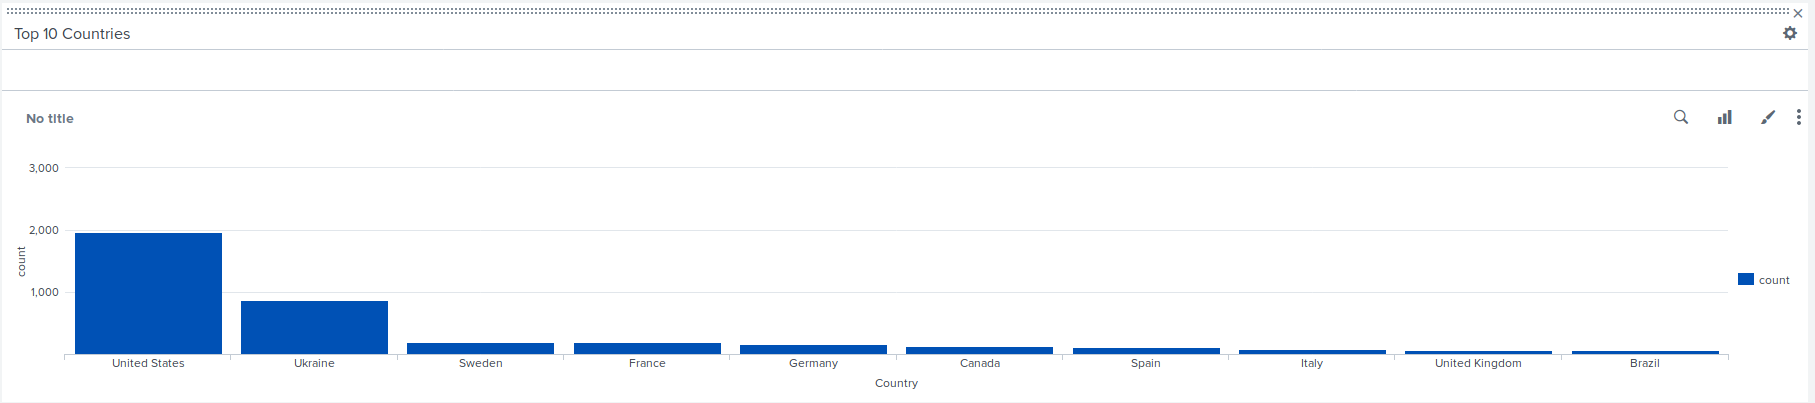 Top 10 Countries
No title
3,000
2,000
1,000
count
count
United States Ukraine Sweden France Germany Canada Spain Italy United Kingdom Brazil
Country